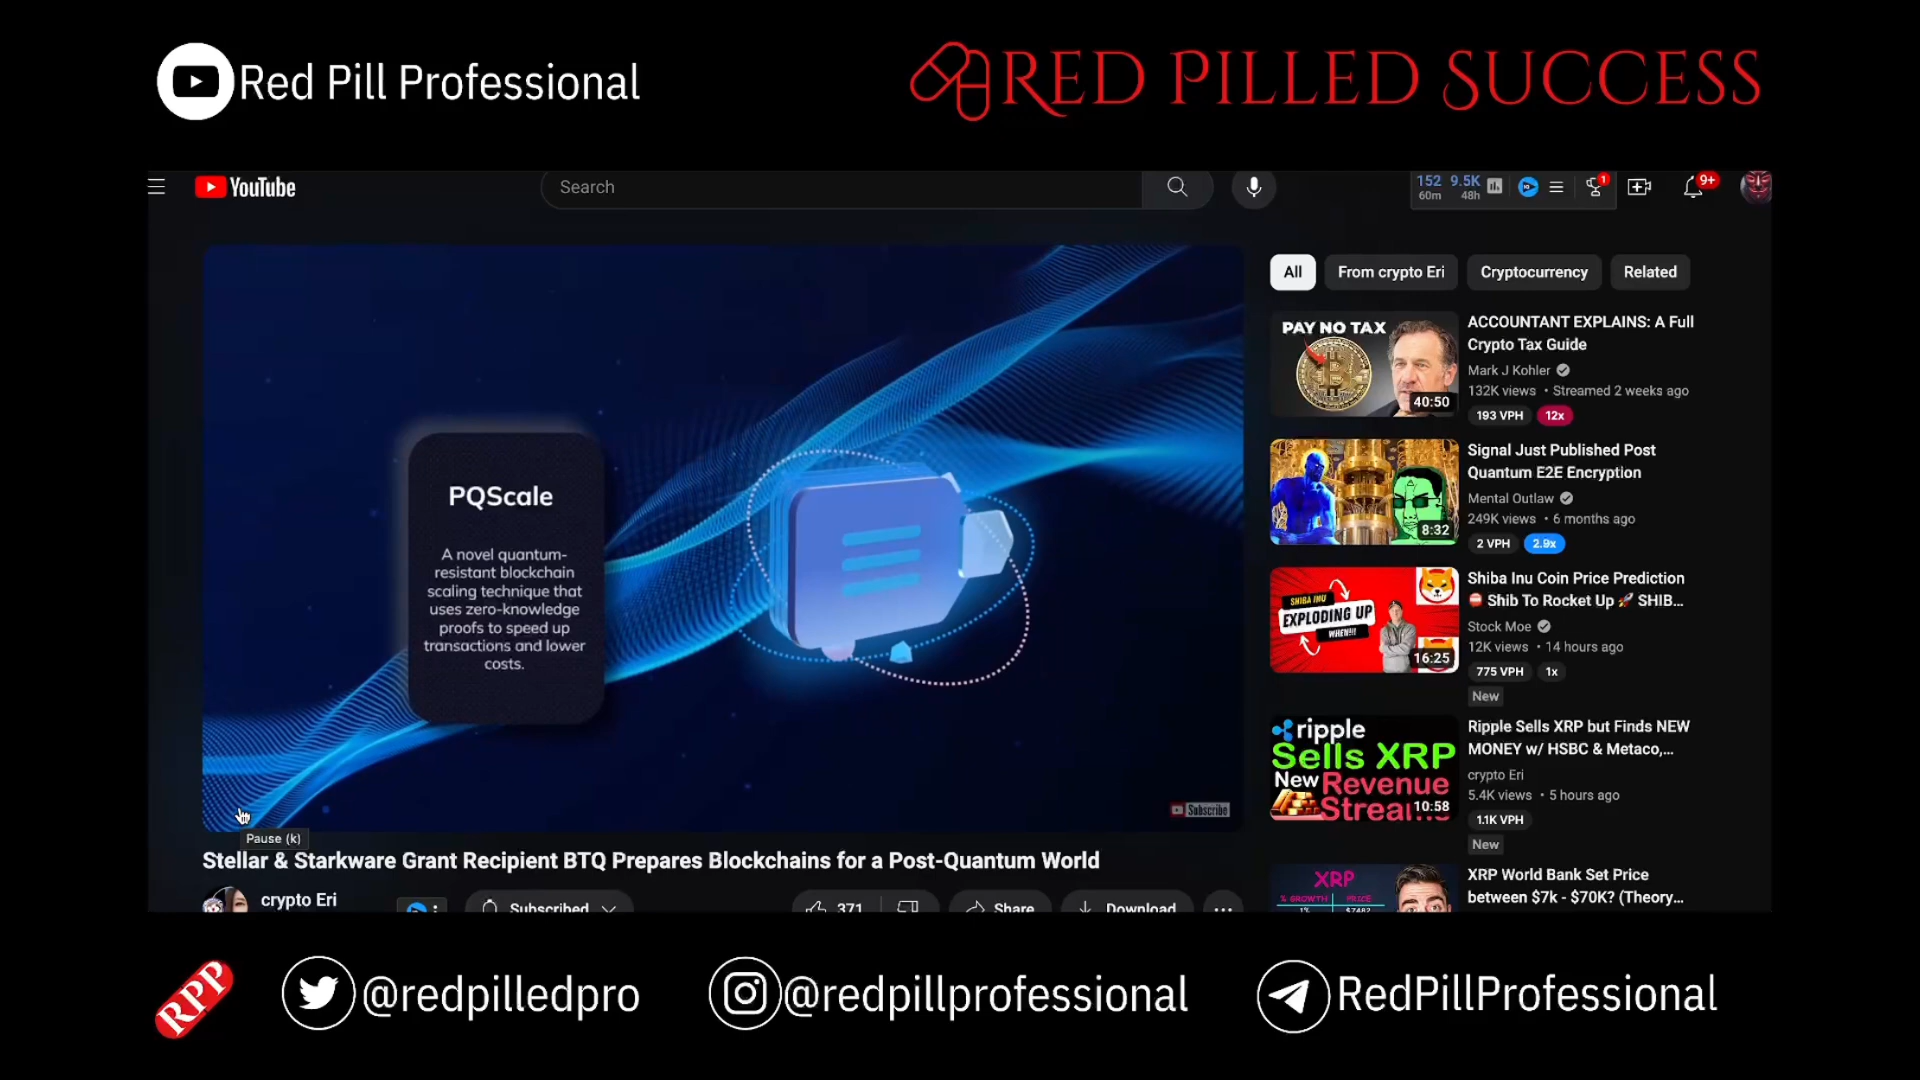 Red Pill Professional
RED PILLED SUCCESS
YouTube
Search
152 9.5K
60m 48h
1
9+
PQScale
A novel quantum-
resistant blockchain
scaling technique that
uses zero-knowledge
proofs to speed up
transactions and lower
costs.
Subscribe
Pause (k)
Stellar & Starkware Grant Recipient BTQ Prepares Blockchains for a Post-Quantum World
crypto Eri
Subscribed
371
Share
Download
All
From crypto Eri
Cryptocurrency
Related
PAY NO TAX
40:50
ACCOUNTANT EXPLAINS: A Full
Crypto Tax Guide
Mark J Kohler
132K views • Streamed 2 weeks ago
193 VPH 12x
8:32
Signal Just Published Post
Quantum E2E Encryption
Mental Outlaw
249K views • 6 months ago
2 VPH 2.9x
SHIBA INU
EXPLODING UP
WHEN!!!
16:25
Shiba Inu Coin Price Prediction
Shib To Rocket Up 🚀 SHIB...
Stock Moe
12K views • 14 hours ago
775 VPH 1x
New
ripple
Sells XRP
New Revenue
Stream
10:58
Ripple Sells XRP but Finds NEW
MONEY w/ HSBC & Metaco,...
crypto Eri
5.4K views • 5 hours ago
1.1K VPH
New
XRP
% GROWTH PRICE
1% $7482
XRP World Bank Set Price
between $7k - $70K? (Theory...
RPP
@redpilledpro
@redpillprofessional
RedPillProfessional